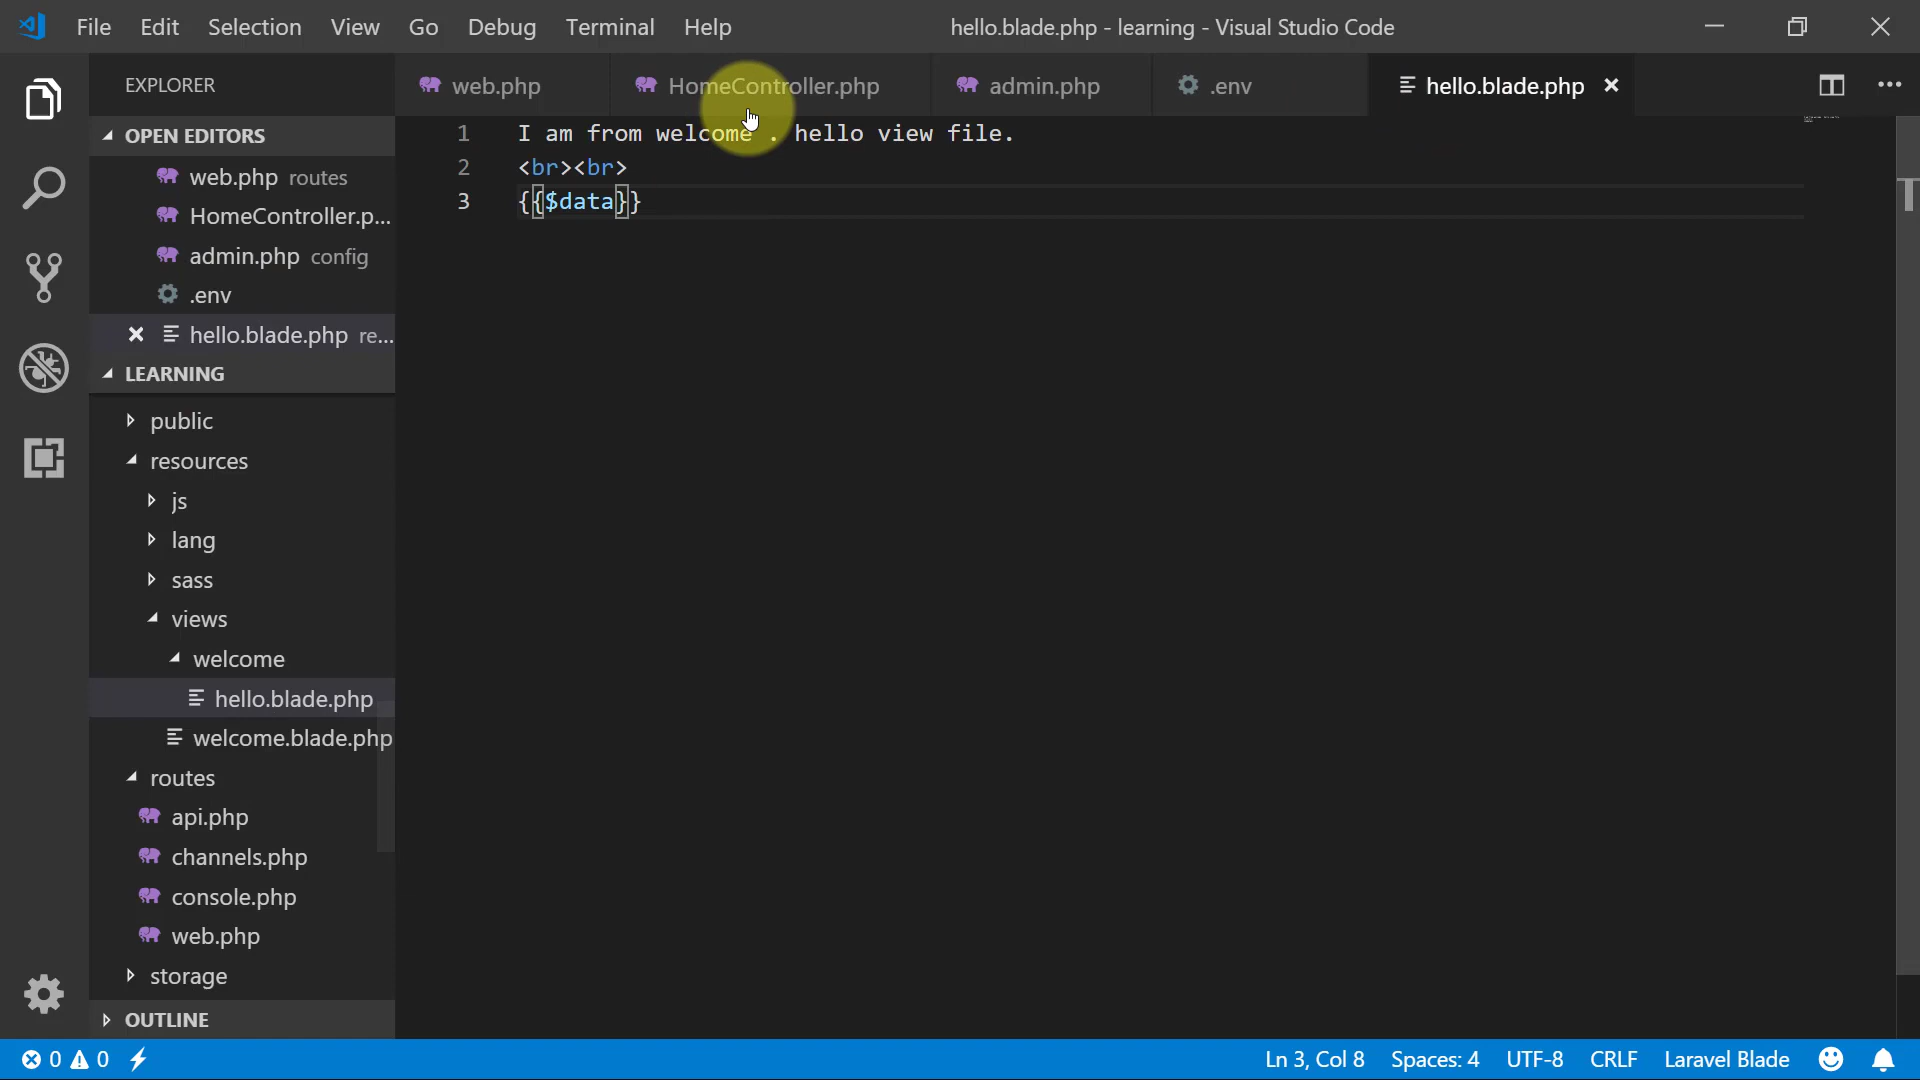 File Edit Selection View Go Debug Terminal Help
hello.blade.php - learning - Visual Studio Code
EXPLORER
web.php
HomeController.php
admin.php
.env
hello.blade.php
OPEN EDITORS
web.php routes
HomeController.p...
admin.php config
.env
hello.blade.php re...
LEARNING
public
resources
js
lang
sass
views
welcome
hello.blade.php
welcome.blade.php
routes
api.php
channels.php
console.php
web.php
storage
OUTLINE
1 I am from welcome . hello view file.
2 <br><br>
3 {{$data}}
0 0
Ln 3, Col 8 Spaces: 4 UTF-8 CRLF Laravel Blade